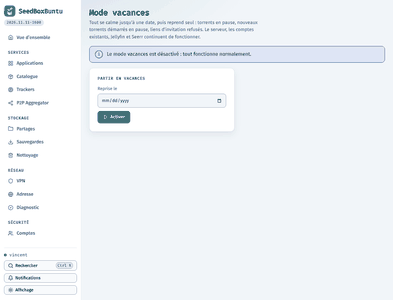 SeedBoxBuntu
2026.11.11-1500
Vue d'ensemble
SERVICES
Applications
Catalogue
Trackers
P2P Aggregator
STOCKAGE
Partages
Sauvegardes
Nettoyage
RÉSEAU
VPN
Adresse
Diagnostic
SÉCURITÉ
Comptes
vincent
Rechercher Ctrl K
Notifications
Affichage
Mode vacances
Tout se calme jusqu'à une date, puis reprend seul : torrents en pause, nouveaux
torrents démarrés en pause, liens d'invitation refusés. Le serveur, les comptes
existants, Jellyfin et Seerr continuent de fonctionner.
Le mode vacances est désactivé : tout fonctionne normalement.
PARTIR EN VACANCES
Reprise le
mm/dd/yyyy
Activer